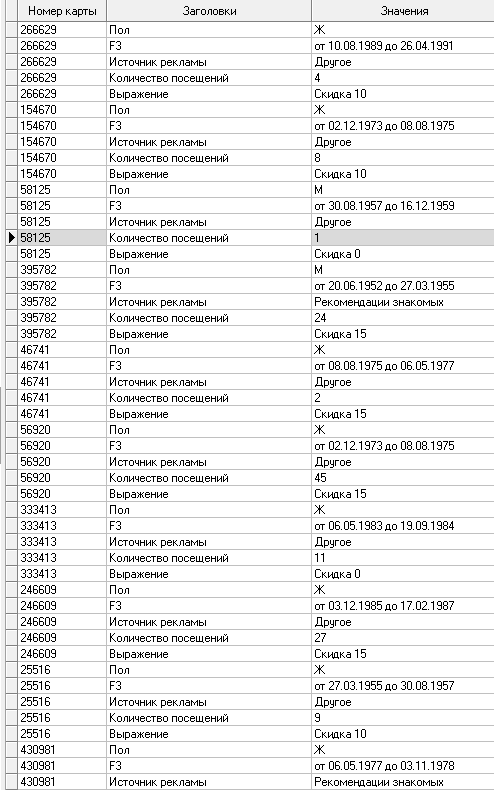 Номер карты Заголовки Значения
266629 Пол Ж
266629 F3 от 10.08.1989 до 26.04.1991
266629 Источник рекламы Другое
266629 Количество посещений 4
266629 Выражение Скидка 10
154670 Пол Ж
154670 F3 от 02.12.1973 до 08.08.1975
154670 Источник рекламы Другое
154670 Количество посещений 8
154670 Выражение Скидка 10
58125 Пол М
58125 F3 от 30.08.1957 до 16.12.1959
58125 Источник рекламы Другое
58125 Количество посещений 1
58125 Выражение Скидка 0
395782 Пол М
395782 F3 от 20.06.1952 до 27.03.1955
395782 Источник рекламы Рекомендации знакомых
395782 Количество посещений 24
395782 Выражение Скидка 15
46741 Пол Ж
46741 F3 от 08.08.1975 до 06.05.1977
46741 Источник рекламы Другое
46741 Количество посещений 2
46741 Выражение Скидка 15
56920 Пол Ж
56920 F3 от 02.12.1973 до 08.08.1975
56920 Источник рекламы Другое
56920 Количество посещений 45
56920 Выражение Скидка 15
333413 Пол Ж
333413 F3 от 06.05.1983 до 19.09.1984
333413 Источник рекламы Другое
333413 Количество посещений 11
333413 Выражение Скидка 0
246609 Пол Ж
246609 F3 от 03.12.1985 до 17.02.1987
246609 Источник рекламы Другое
246609 Количество посещений 27
246609 Выражение Скидка 15
25516 Пол Ж
25516 F3 от 27.03.1955 до 30.08.1957
25516 Источник рекламы Другое
25516 Количество посещений 9
25516 Выражение Скидка 10
430981 Пол Ж
430981 F3 от 06.05.1977 до 03.11.1978
430981 Источник рекламы Рекомендации знакомых